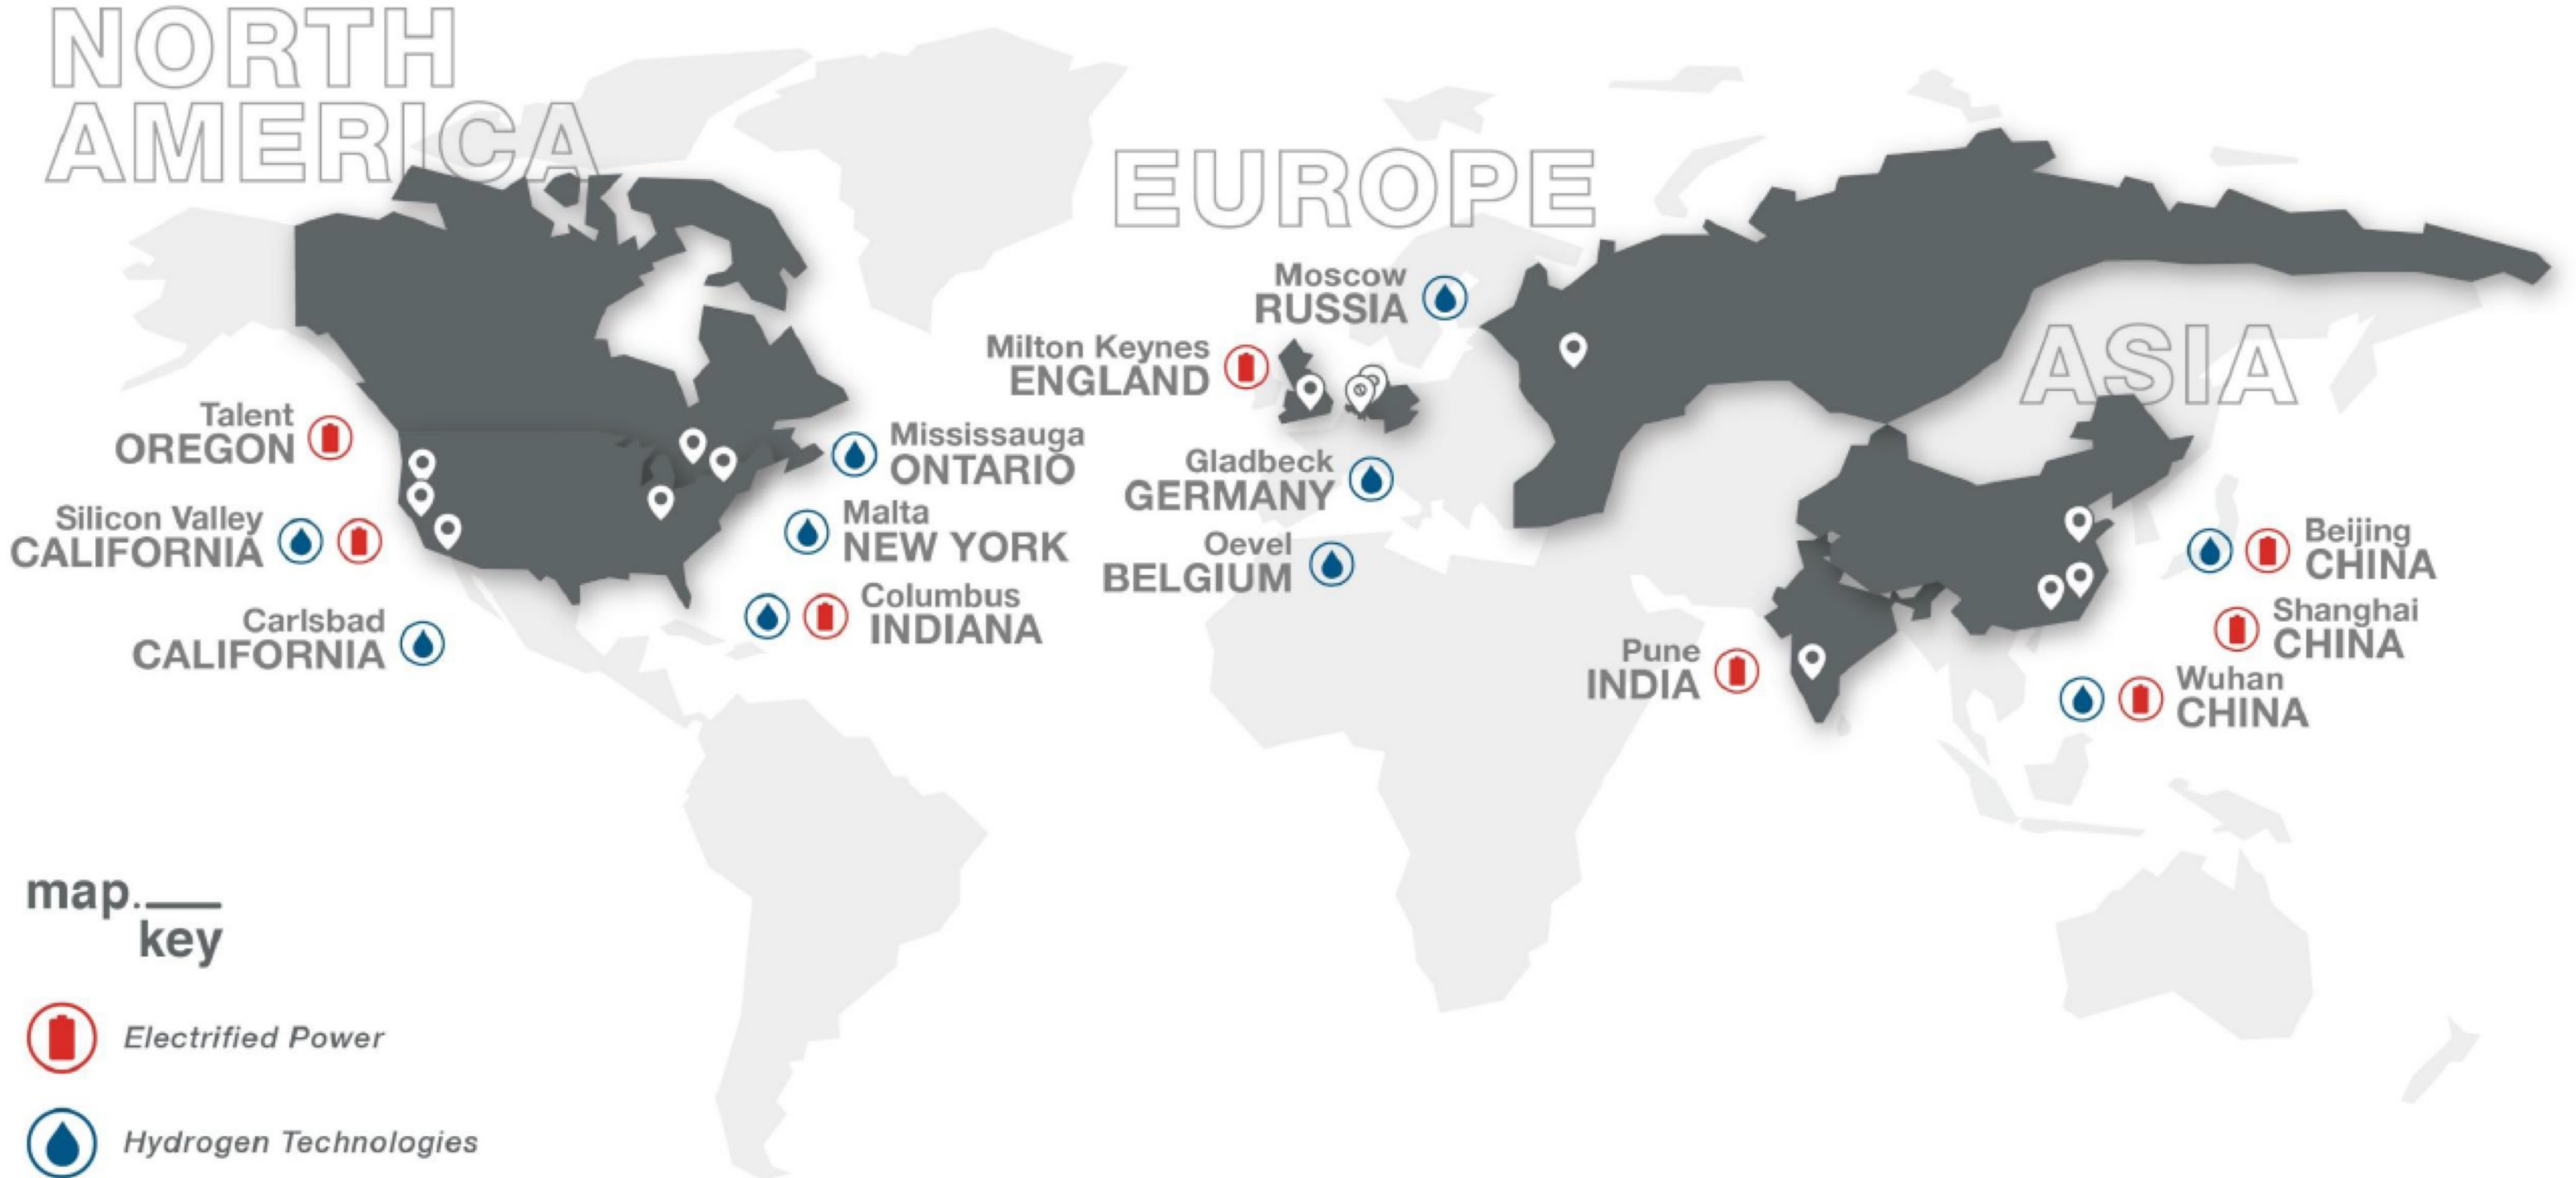 NORTH
AMERICA
Talent
OREGON
Silicon Valley
CALIFORNIA
Carlsbad
CALIFORNIA
Mississauga
ONTARIO
Malta
NEW YORK
Columbus
INDIANA
EUROPE
Moscow
RUSSIA
Milton Keynes
ENGLAND
Gladbeck
GERMANY
Oevel
BELGIUM
ASIA
Pune
INDIA
Beijing
CHINA
Shanghai
CHINA
Wuhan
CHINA
map.
key
Electrified Power
Hydrogen Technologies